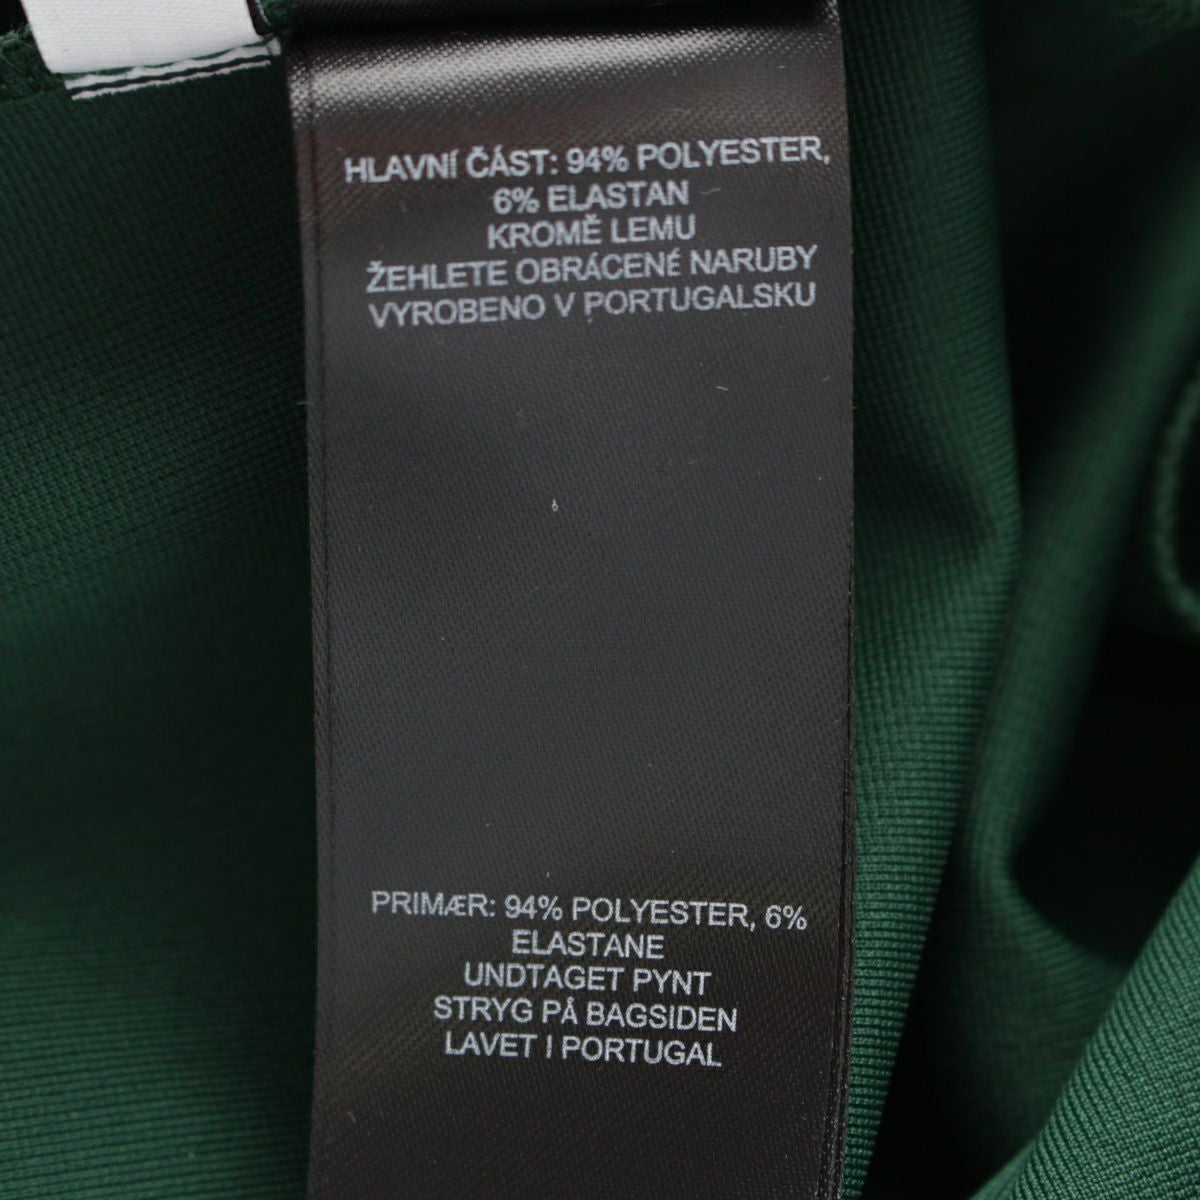 HLAVNÍ ČÁST: 94% POLYESTER,
6% ELASTAN
KROMĚ LEMU
ŽEHLETE OBRÁCENÉ NARUBY
VYROBENO V PORTUGALSKU
PRIMÆR: 94% POLYESTER, 6%
ELASTANE
UNDTAGET PYNT
STRYG PÅ BAGSIDEN
LAVET I PORTUGAL